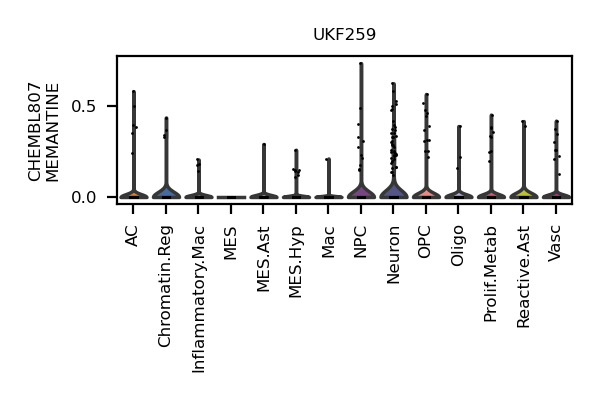 UKF259
CHEMBL807
MEMANTINE
0.5
0.0
AC
Chromatin.Reg
Inflammatory.Mac
MES
MES.Ast
MES.Hyp
Mac
NPC
Neuron
OPC
Oligo
Prolif.Metab
Reactive.Ast
Vasc